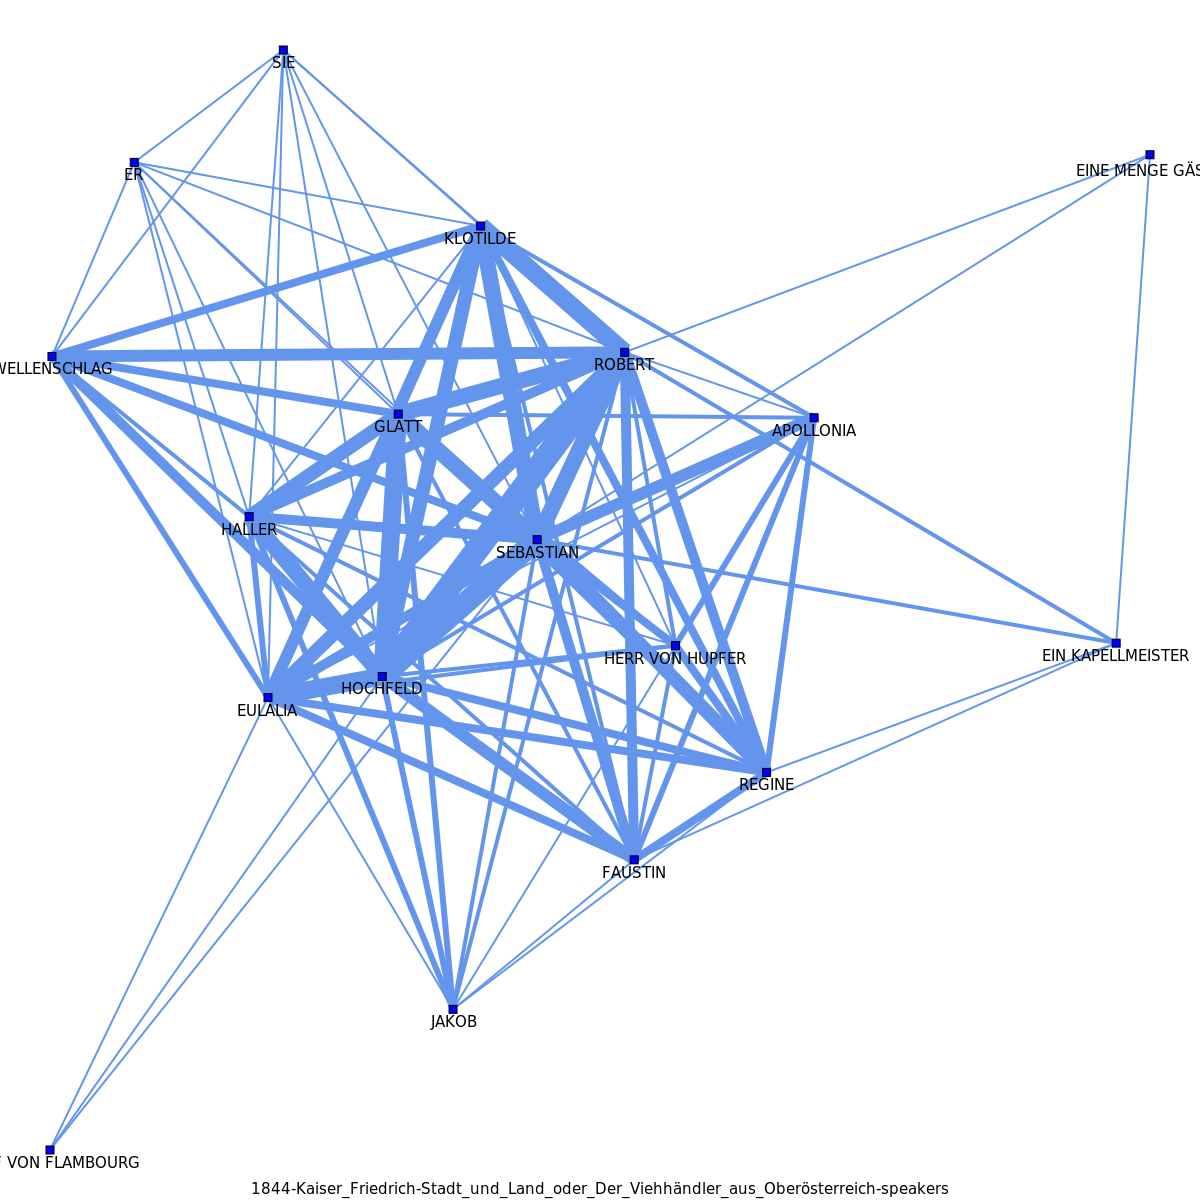 SIE
ER
EINE MENGE GÄS
KLOTILDE
WELLENSCHLAG
ROBERT
GLATT
APOLLONIA
HALLER
SEBASTIAN
HERR VON HUPFER
EIN KAPELLMEISTER
HOCHFELD
EULALIA
REGINE
FAUSTIN
JAKOB
VON FLAMBOURG
1844-Kaiser_Friedrich-Stadt_und_Land_oder_Der_Viehhändler_aus_Oberösterreich-speakers